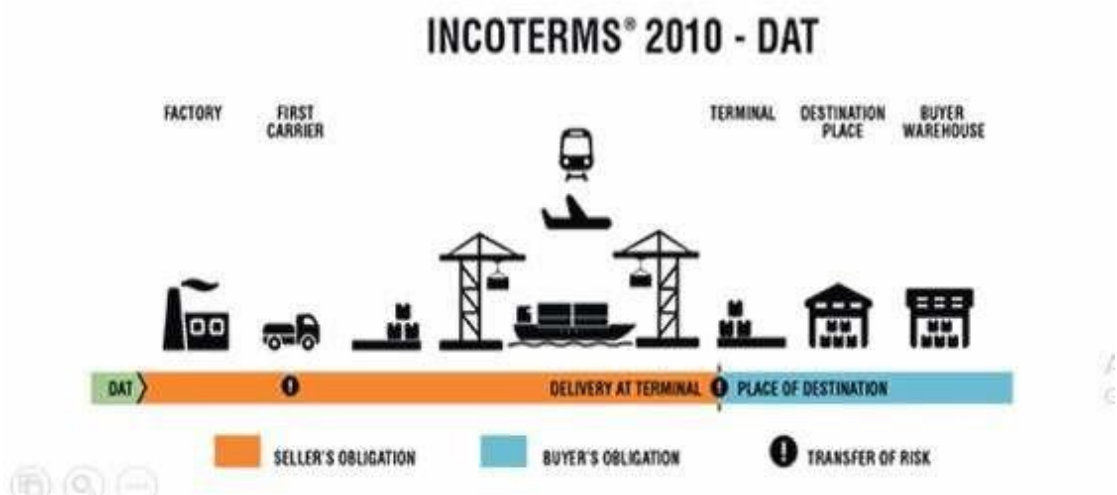 INCOTERMS® 2010 - DAT
FACTORY
FIRST
CARRIER
TERMINAL
DESTINATION
PLACE
BUYER
WAREHOUSE
DAT
DELIVERY AT TERMINAL
PLACE OF DESTINATION
SELLER'S OBLIGATION
BUYER'S OBLIGATION
TRANSFER OF RISK